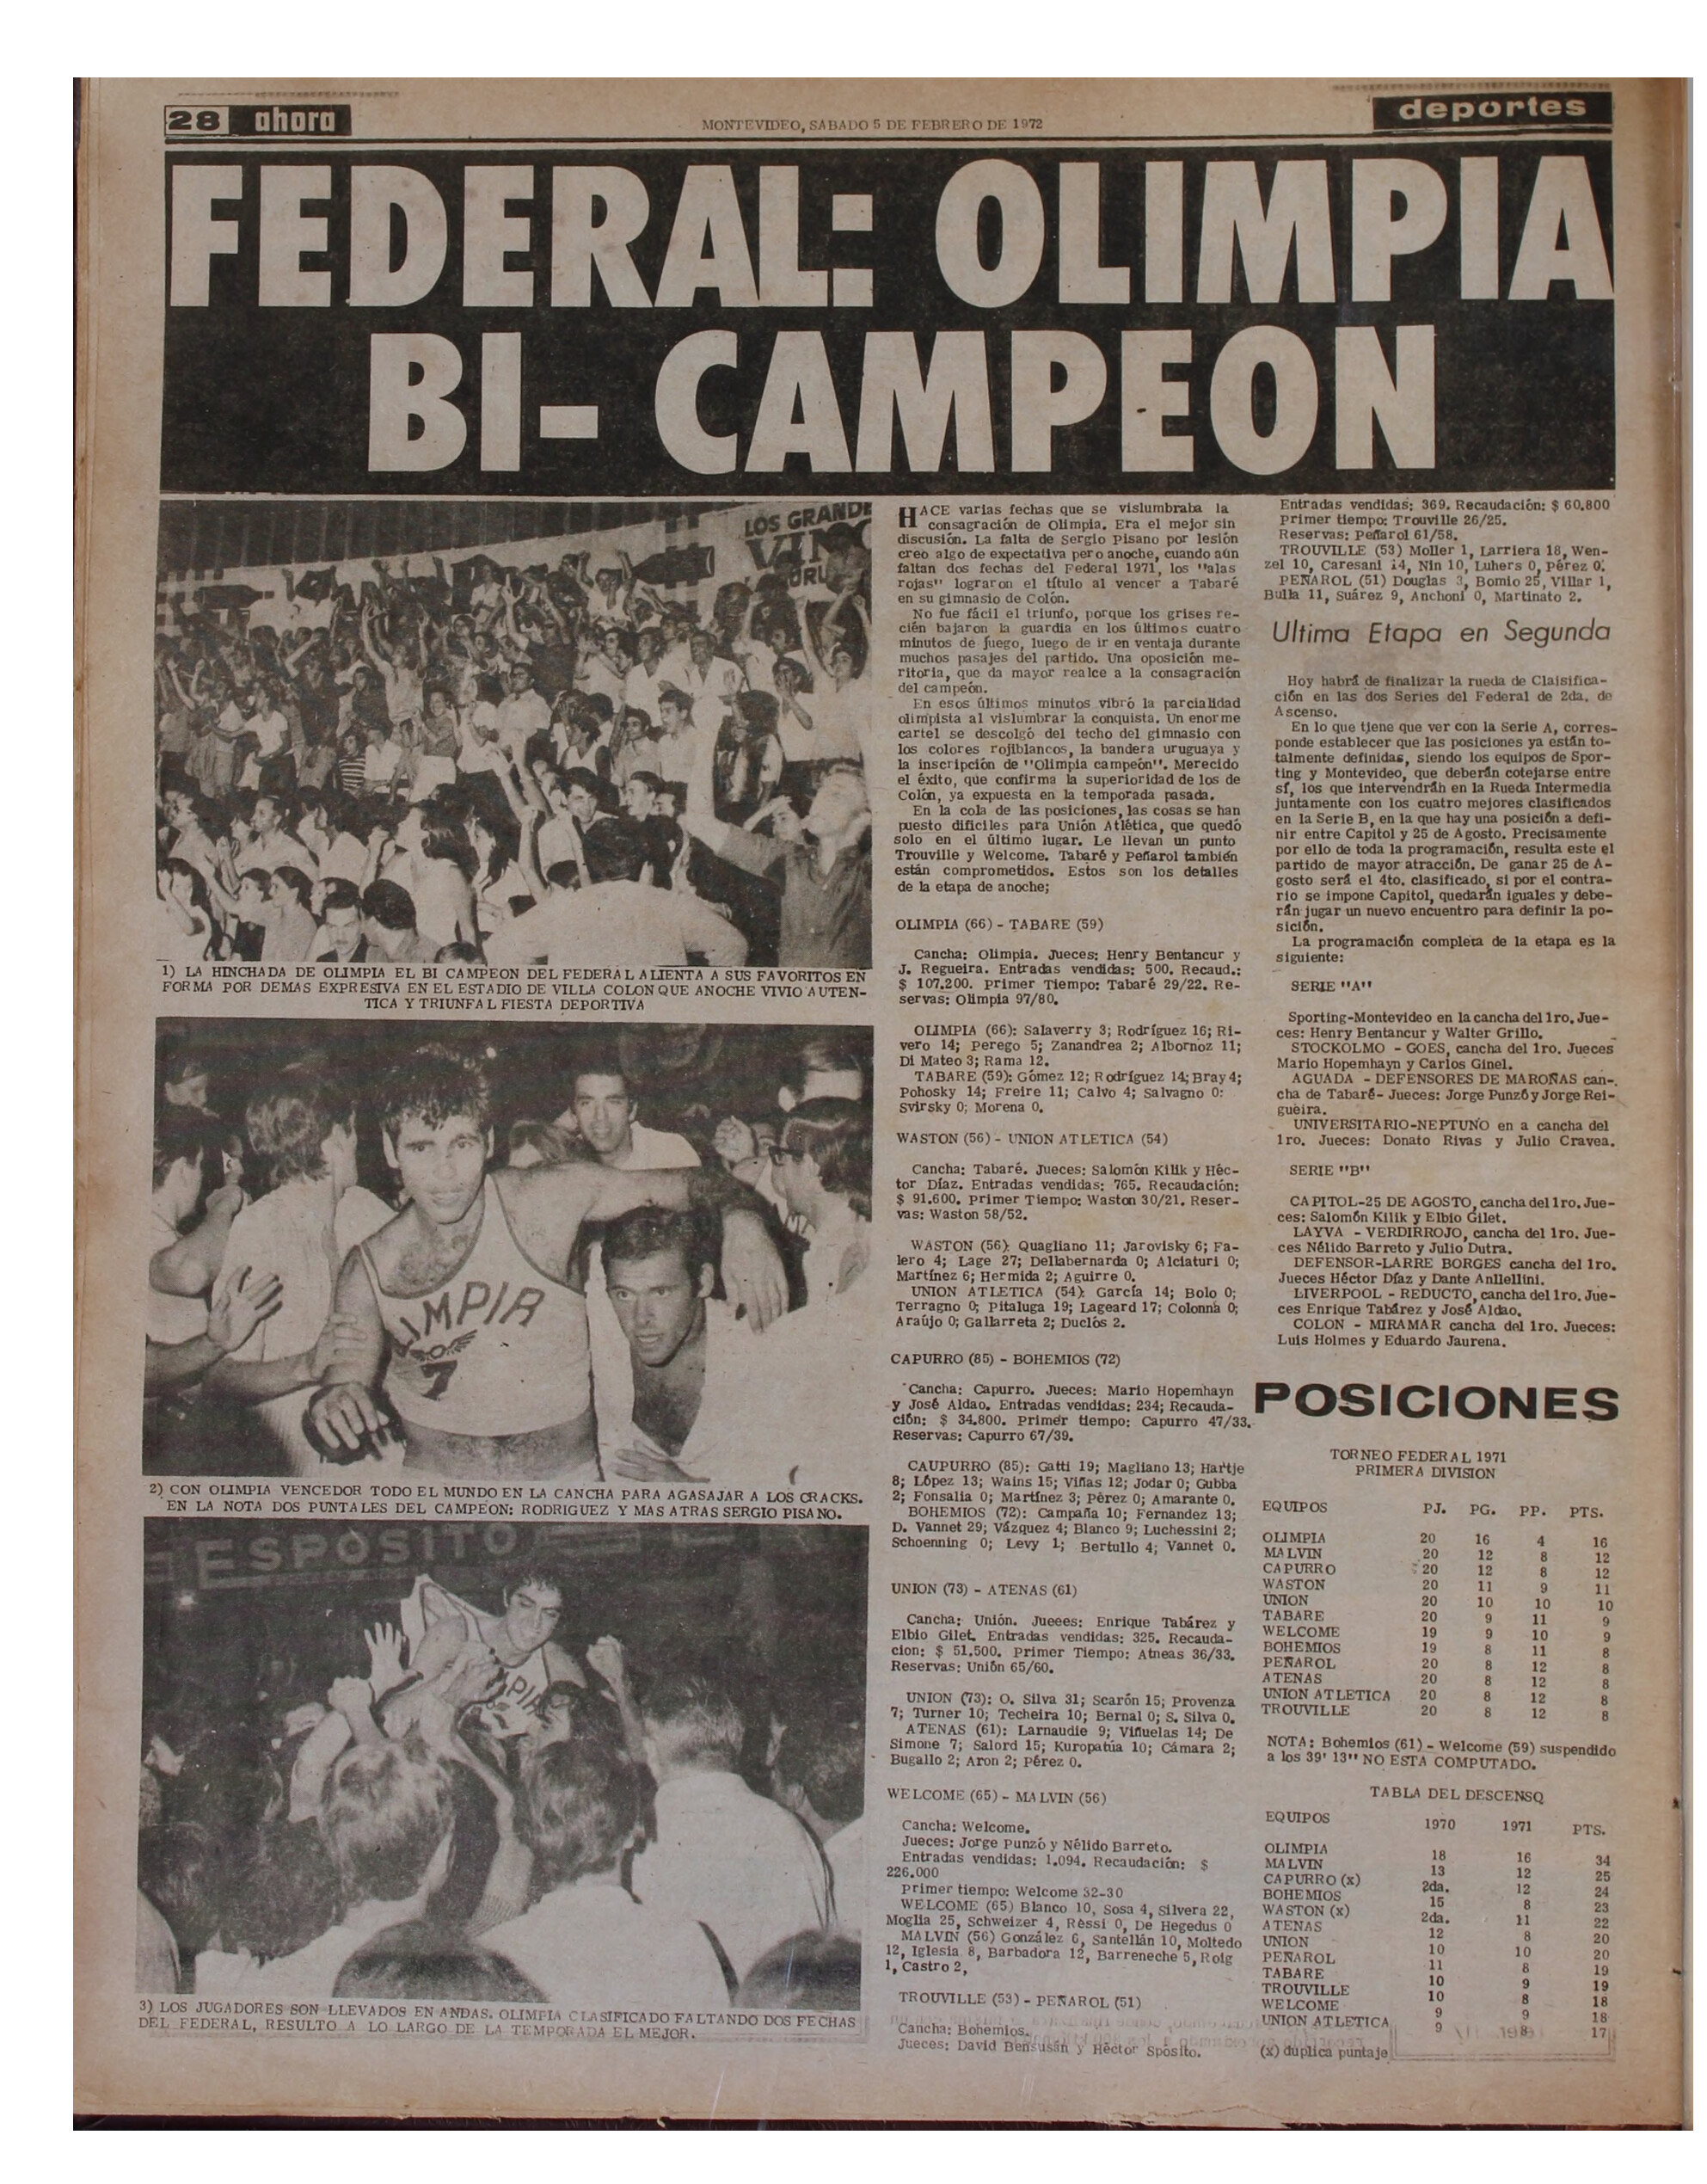 28 ahora
MONTEVIDEO, SABADO 5 DE FEBRERO DE 1972
deportes
FEDERAL: OLIMPIA
BI- CAMPEON
LOS GRANDE
VIN
URU
1) LA HINCHADA DE OLIMPIA EL BI CAMPEON DEL FEDERAL ALIENTA A SUS FAVORITOS EN
FORMA POR DEMAS EXPRESIVA EN EL ESTADIO DE VILLA COLON QUE ANOCHE VIVIO AUTEN-
TICA Y TRIUNFAL FIESTA DEPORTIVA
IMPIA
7
2) CON OLIMPIA VENCEDOR TODO EL MUNDO EN LA CANCHA PARA AGASAJAR A LOS CRACKS.
EN LA NOTA DOS PUNTALES DEL CAMPEON: RODRIGUEZ Y MAS ATRAS SERGIO PISANO.
ESPOSITO
3) LOS JUGADORES SON LLEVADOS EN ANDAS. OLIMPIA CLASIFICADO FALTANDO DOS FECHAS
DEL FEDERAL, RESULTO A LO LARGO DE LA TEMPORADA EL MEJOR.
HACE varias fechas que se vislumbraba la
consagración de Olimpia. Era el mejor sin
discusión. La falta de Sergio Pisano por lesión
creo algo de expectativa pero anoche, cuando aún
faltan dos fechas del Federal 1971, los "alas
rojas" lograron el título al vencer a Tabaré
en su gimnasio de Colón.
No fue fácil el triunfo, porque los grises re-
cién bajaron la guardia en los últimos cuatro
minutos de juego, luego de ir en ventaja durante
muchos pasajes del partido. Una oposición me-
ritoria, que da mayor realce a la consagración
del campeón.
En esos últimos minutos vibró la parcialidad
olimpista al vislumbrar la conquista. Un enorme
cartel se descolgó del techo del gimnasio con
los colores rojiblancos, la bandera uruguaya y
la inscripción de "Olimpia campeón". Merecido
el éxito, que confirma la superioridad de los de
Colón, ya expuesta en la temporada pasada.
En la cola de las posiciones, las cosas se han
puesto difíciles para Unión Atlética, que quedó
solo en el último lugar. Le llevan un punto
Trouville y Welcome. Tabaré y Peñarol también
están comprometidos. Estos son los detalles
de la etapa de anoche;
OLIMPIA (66) - TABARE (59)
Cancha: Olimpia. Jueces: Henry Bentancur y
J. Regueira. Entradas vendidas: 500. Recaud.:
$ 107.200. Primer Tiempo: Tabaré 29/22. Re-
servas: Olimpia 97/80.
OLIMPIA (66): Salaverry 3; Rodríguez 16; Ri-
vero 14; Perego 5; Zanandrea 2; Albornoz 11;
Di Mateo 3; Rama 12.
TABARE (59): Gómez 12; Rodríguez 14; Bray 4;
Pohosky 14; Freire 11; Calvo 4; Salvagno 0:
Svirsky 0; Morena 0.
WASTON (56) - UNION ATLETICA (54)
Cancha: Tabaré. Jueces: Salomón Kilik y Héc-
tor Díaz. Entradas vendidas: 765. Recaudación:
$ 91.600. Primer Tiempo: Waston 30/21. Reser-
vas: Waston 58/52.
WASTON (56): Quagliano 11; Jarovisky 6; Fa-
lero 4; Lage 27; Dellabernarda 0; Alciaturi 0;
Martínez 6; Hermida 2; Aguirre 0.
UNION ATLETICA (54): García 14; Bolo 0;
Terragno 0; Pitaluga 19; Lageard 17; Colonna 0;
Araújo 0; Gallarreta 2; Duclós 2.
CAPURRO (85) - BOHEMIOS (72)
Cancha: Capurro. Jueces: Mario Hopemhayn
y José Aldao. Entradas vendidas: 234; Recauda-
ción: $ 34.800. Primer tiempo: Capurro 47/33.
Reservas: Capurro 67/39.
CAUPURRO (85): Gatti 19; Magliano 13; Hartje
8; López 13; Wains 15; Viñas 12; Jodar 0; Gubba
2; Fonsalia 0; Martínez 3; Pérez 0; Amarante 0.
BOHEMIOS (72): Campaña 10; Fernandez 13;
D. Vannet 29; Vázquez 4; Blanco 9; Luchessini 2;
Schoenning 0; Levy 1; Bertullo 4; Vannet 0.
UNION (73) - ATENAS (61)
Cancha: Unión. Jueees: Enrique Tabárez y
Elbio Gilet. Entradas vendidas: 325. Recauda-
cion: $ 51.500. Primer Tiempo: Atneas 36/33.
Reservas: Unión 65/60.
UNION (73): O. Silva 31; Scarón 15; Provenza
7; Turner 10; Techeira 10; Bernal 0; S. Silva 0.
ATENAS (61): Larnaudie 9; Viñuelas 14; De
Simone 7; Salord 15; Kuropatúa 10; Cámara 2;
Bugallo 2; Aron 2; Pérez 0.
WELCOME (65) - MALVIN (56)
Cancha: Welcome.
Jueces: Jorge Punzó y Nélido Barreto.
Entradas vendidas: 1.094. Recaudación: $
226.000
Primer tiempo: Welcome 32-30
WELCOME (65) Blanco 10, Sosa 4, Silvera 22,
Moglia 25, Schweizer 4, Réssi 0, De Hegedus 0
MALVIN (56) González 6, Santellán 10, Moltedo
12, Iglesia 8, Barbadora 12, Barreneche 5, Roig
1, Castro 2,
TROUVILLE (53) - PEÑAROL (51)
Cancha: Bohemios.
Jueces: David Bensusán y Héctor Spósito.
Entradas vendidas: 369. Recaudación: $ 60.800
Primer tiempo: Trouville 26/25.
Reservas: Peñarol 61/58.
TROUVILLE (53) Moller 1, Larriera 18, Wen-
zel 10, Caresani 14, Nin 10, Luhers 0, Pérez 0.
PEÑAROL (51) Douglas 3, Bomio 25, Villar 1,
Bulla 11, Suárez 9, Anchoni 0, Martinato 2.
Ultima Etapa en Segunda
Hoy habrá de finalizar la rueda de Claisifica-
ción en las dos Series del Federal de 2da. de
Ascenso.
En lo que tiene que ver con la Serie A, corres-
ponde establecer que las posiciones ya están to-
talmente definidas, siendo los equipos de Spor-
ting y Montevideo, que deberán cotejarse entre
sí, los que intervendrán en la Rueda Intermedia
juntamente con los cuatro mejores clasificados
en la Serie B, en la que hay una posición a defi-
nir entre Capitol y 25 de Agosto. Precisamente
por ello de toda la programación, resulta este el
partido de mayor atracción. De ganar 25 de A-
gosto será el 4to. clasificado, si por el contra-
rio se impone Capitol, quedarán iguales y debe-
rán jugar un nuevo encuentro para definir la po-
sición.
La programación completa de la etapa es la
siguiente:
SERIE "A"
Sporting-Montevideo en la cancha del 1ro. Jue-
ces: Henry Bentancur y Walter Grillo.
STOCKOLMO - GOES, cancha del 1ro. Jueces
Mario Hopemhayn y Carlos Ginel.
AGUADA - DEFENSORES DE MAROÑAS can-
cha de Tabaré- Jueces: Jorge Punzó y Jorge Rei-
gueira.
UNIVERSITARIO-NEPTUNO en a cancha del
1ro. Jueces: Donato Rivas y Julio Cravea.
SERIE "B"
CAPITOL-25 DE AGOSTO, cancha del 1ro. Jue-
ces: Salomón Kilik y Elbio Gilet.
LAYVA - VERDIRROJO, cancha del 1ro. Jue-
ces Nélido Barreto y Julio Dutra.
DEFENSOR-LARRE BORGES cancha del 1ro.
Jueces Héctor Díaz y Dante Anllellini.
LIVERPOOL - REDUCTO, cancha del 1ro. Jue-
ces Enrique Tabárez y José Aldao.
COLON - MIRAMAR cancha del 1ro. Jueces:
Luis Holmes y Eduardo Jaurena.
POSICIONES
TORNEO FEDERAL 1971
PRIMERA DIVISION
EQUIPOS PJ. PG. PP. PTS.
OLIMPIA 20 16 4 16
MALVIN 20 12 8 12
CAPURRO 20 12 8 12
WASTON 20 11 9 11
UNION 20 10 10 10
TABARE 20 9 11 9
WELCOME 19 9 10 9
BOHEMIOS 19 8 11 8
PEÑAROL 20 8 12 8
ATENAS 20 8 12 8
UNION ATLETICA 20 8 12 8
TROUVILLE 20 8 12 8
NOTA: Bohemios (61) - Welcome (59) suspendido
a los 39' 13" NO ESTA COMPUTADO.
TABLA DEL DESCENSO
EQUIPOS 1970 1971 PTS.
OLIMPIA 18 16 34
MALVIN 13 12 25
CAPURRO (x) 2da. 12 24
BOHEMIOS 15 8 23
WASTON (x) 2da. 11 22
ATENAS 12 8 20
UNION 10 10 20
PEÑAROL 11 8 19
TABARE 10 9 19
TROUVILLE 10 8 18
WELCOME 9 9 18
UNION ATLETICA 9 8 17
(x) duplica puntaje